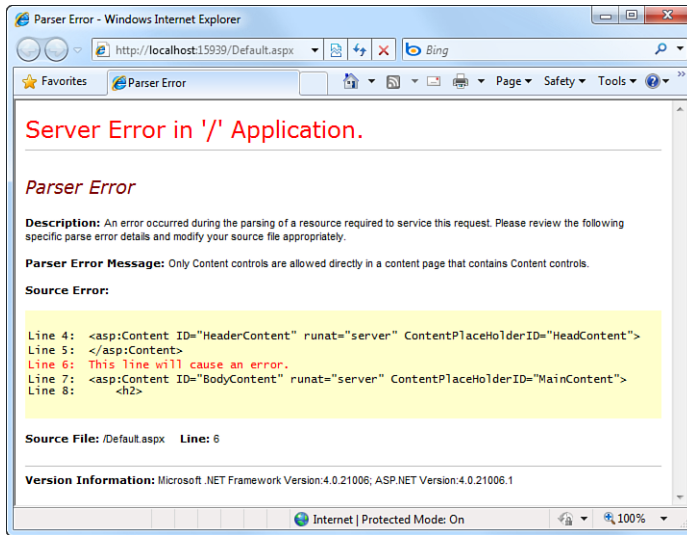 Parser Error - Windows Internet Explorer
http://localhost:15939/Default.aspx
Bing
Favorites
Parser Error
Page
Safety
Tools
Server Error in '/' Application.
Parser Error
Description: An error occurred during the parsing of a resource required to service this request. Please review the following
specific parse error details and modify your source file appropriately.
Parser Error Message: Only Content controls are allowed directly in a content page that contains Content controls.
Source Error:
Line 4:  <asp:Content ID="HeaderContent" runat="server" ContentPlaceHolderID="HeadContent">
Line 5:  </asp:Content>
Line 6:  This line will cause an error.
Line 7:  <asp:Content ID="BodyContent" runat="server" ContentPlaceHolderID="MainContent">
Line 8:      <h2>
Source File: /Default.aspx    Line: 6
Version Information: Microsoft .NET Framework Version:4.0.21006; ASP.NET Version:4.0.21006.1
Internet | Protected Mode: On
100%